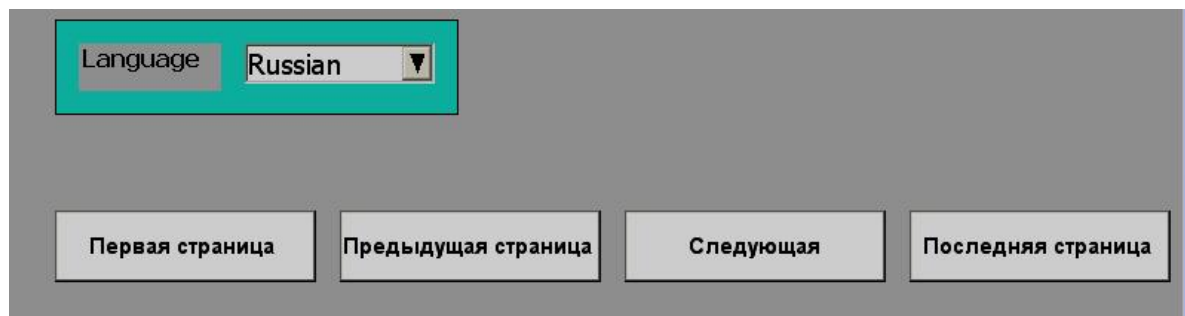 Language
Russian
Первая страница
Предыдущая страница
Следующая
Последняя страница